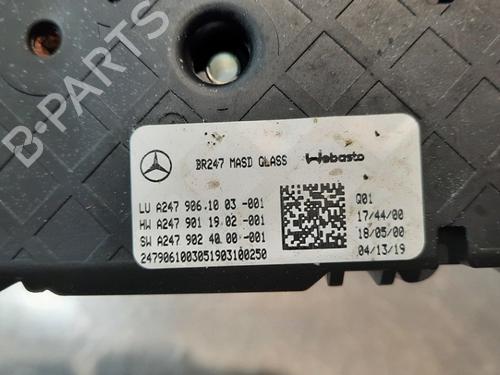 BR247 MASD GLASS Webasto
LU A247 906.10 03 -001
HW A247 901 19 02 -001
SW A247 902 40 00 -001
2479061003051903100250
Q01
17/44/00
18/05/00
04/13/19
B-PARTS